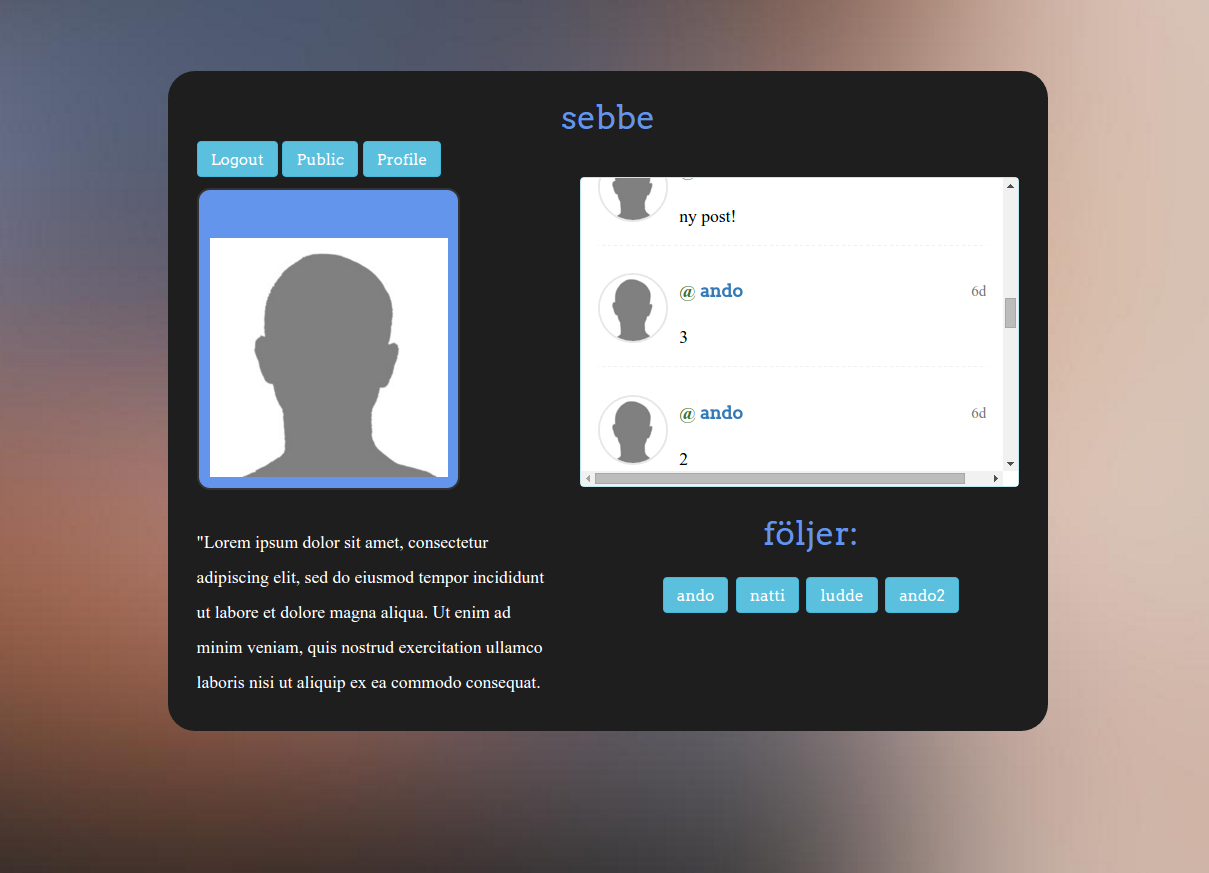 sebbe
Logout Public Profile
ny post!
@ ando 6d
3
@ ando 6d
2
följer:
ando natti ludde ando2
"Lorem ipsum dolor sit amet, consectetur
adipiscing elit, sed do eiusmod tempor incididunt
ut labore et dolore magna aliqua. Ut enim ad
minim veniam, quis nostrud exercitation ullamco
laboris nisi ut aliquip ex ea commodo consequat.